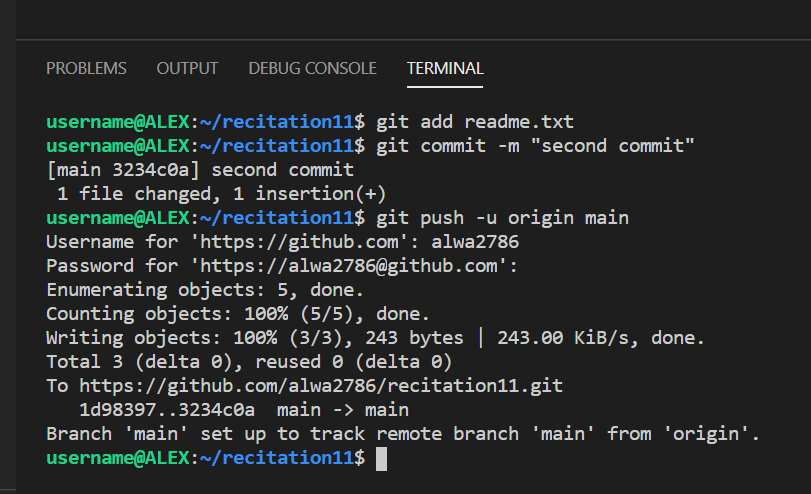 PROBLEMS OUTPUT DEBUG CONSOLE TERMINAL
username@ALEX:~/recitation11$ git add readme.txt
username@ALEX:~/recitation11$ git commit -m "second commit"
[main 3234c0a] second commit
 1 file changed, 1 insertion(+)
username@ALEX:~/recitation11$ git push -u origin main
Username for 'https://github.com': alwa2786
Password for 'https://alwa2786@github.com':
Enumerating objects: 5, done.
Counting objects: 100% (5/5), done.
Writing objects: 100% (3/3), 243 bytes | 243.00 KiB/s, done.
Total 3 (delta 0), reused 0 (delta 0)
To https://github.com/alwa2786/recitation11.git
   1d98397..3234c0a  main -> main
Branch 'main' set up to track remote branch 'main' from 'origin'.
username@ALEX:~/recitation11$